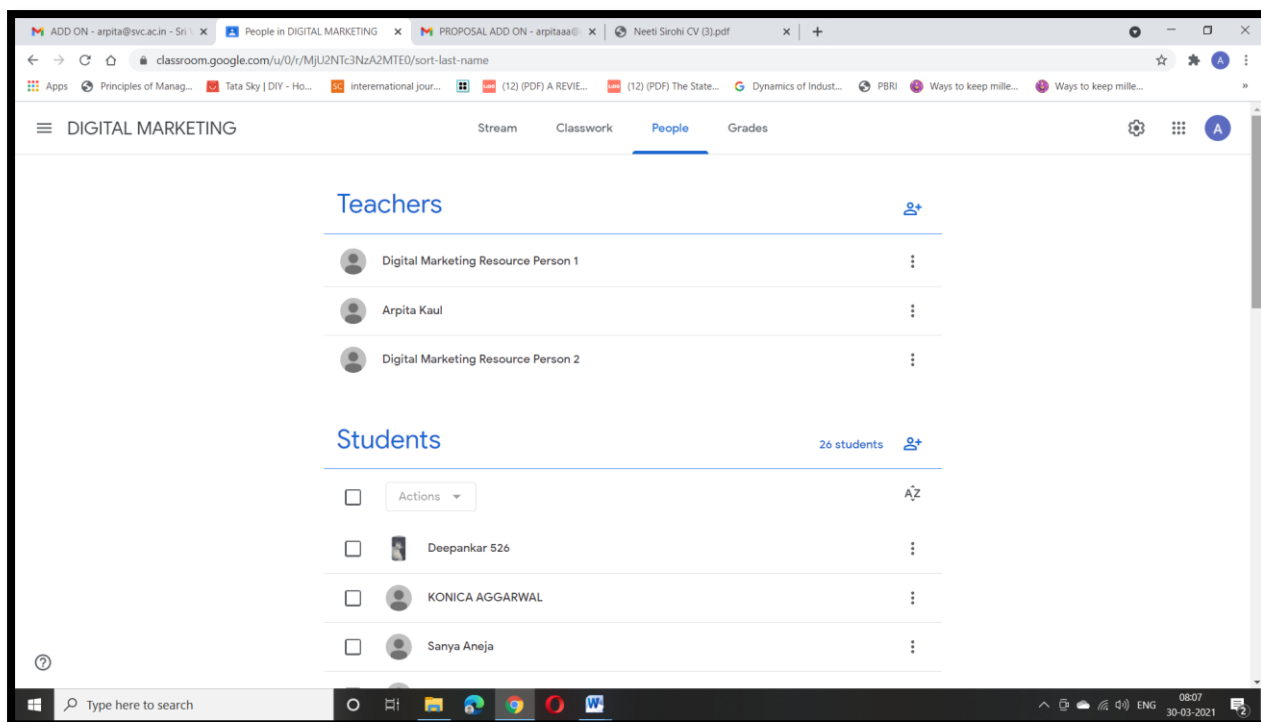 ADD ON - arpita@svc.ac.in - Sri
People in DIGITAL MARKETING
PROPOSAL ADD ON - arpitaaa@
Neeti Sirohi CV (3).pdf
classroom.google.com/u/0/r/MjU2NTc3NzA2MTE0/sort-last-name
A
Apps
Principles of Manag...
Tata Sky | DIY - Ho...
SC
interernational jour...
(12) (PDF) A REVIE...
(12) (PDF) The State...
G
Dynamics of Indust...
PBRI
Ways to keep mille...
Ways to keep mille...
»
DIGITAL MARKETING
Stream
Classwork
People
Grades
A
Teachers
Digital Marketing Resource Person 1
Arpita Kaul
Digital Marketing Resource Person 2
Students
26 students
Actions
AZ
Deepankar 526
KONICA AGGARWAL
Sanya Aneja
?
Type here to search
W
ENG
08:07
30-03-2021
2